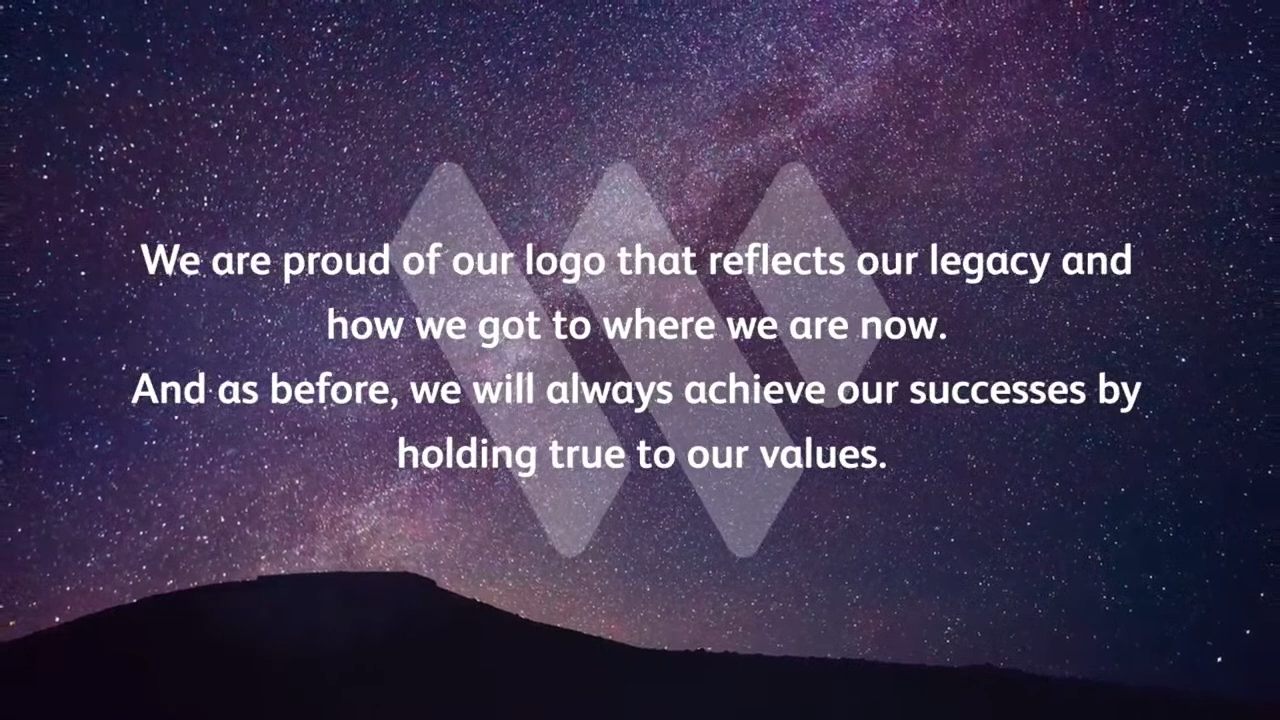 We are proud of our logo that reflects our legacy and
how we got to where we are now.
And as before, we will always achieve our successes by
holding true to our values.